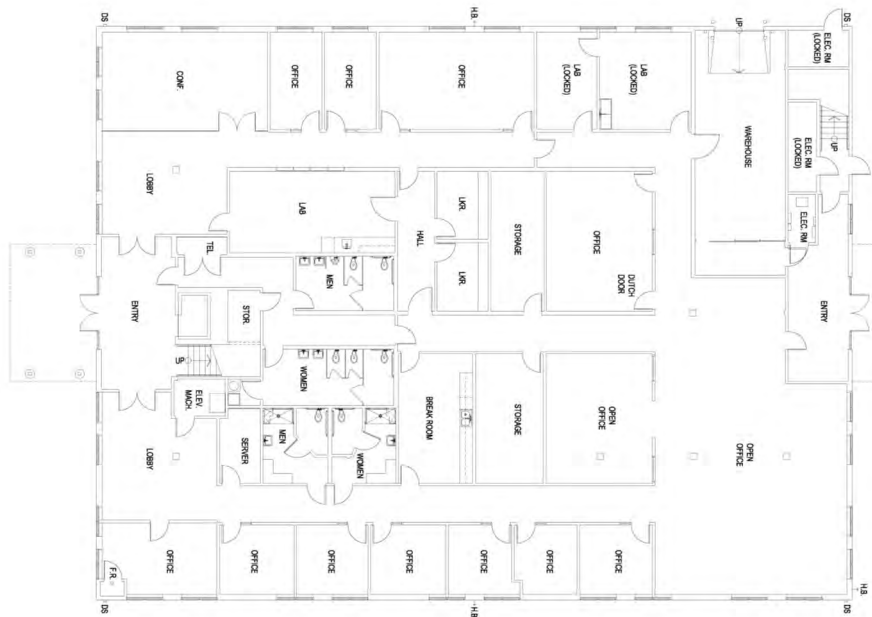 DS
H.B.
DS
UP
ELEC. RM
(LOCKED)
CONF.
OFFICE
OFFICE
OFFICE
LAB
(LOCKED)
LAB
(LOCKED)
WAREHOUSE
ELEC. RM
(LOCKED)
UP
LOBBY
LAB
HALL
LKR.
LKR.
STORAGE
OFFICE
DUTCH
DOOR
ELEC. RM
TEL
MEN
ENTRY
STOR.
UP
ENTRY
ELEV.
MACH.
WOMEN
BREAK ROOM
STORAGE
OPEN
OFFICE
OPEN
OFFICE
LOBBY
SERVER
MEN
WOMEN
OFFICE
OFFICE
OFFICE
OFFICE
OFFICE
OFFICE
OFFICE
F.R.
DS
H.B.
DS
H.B.